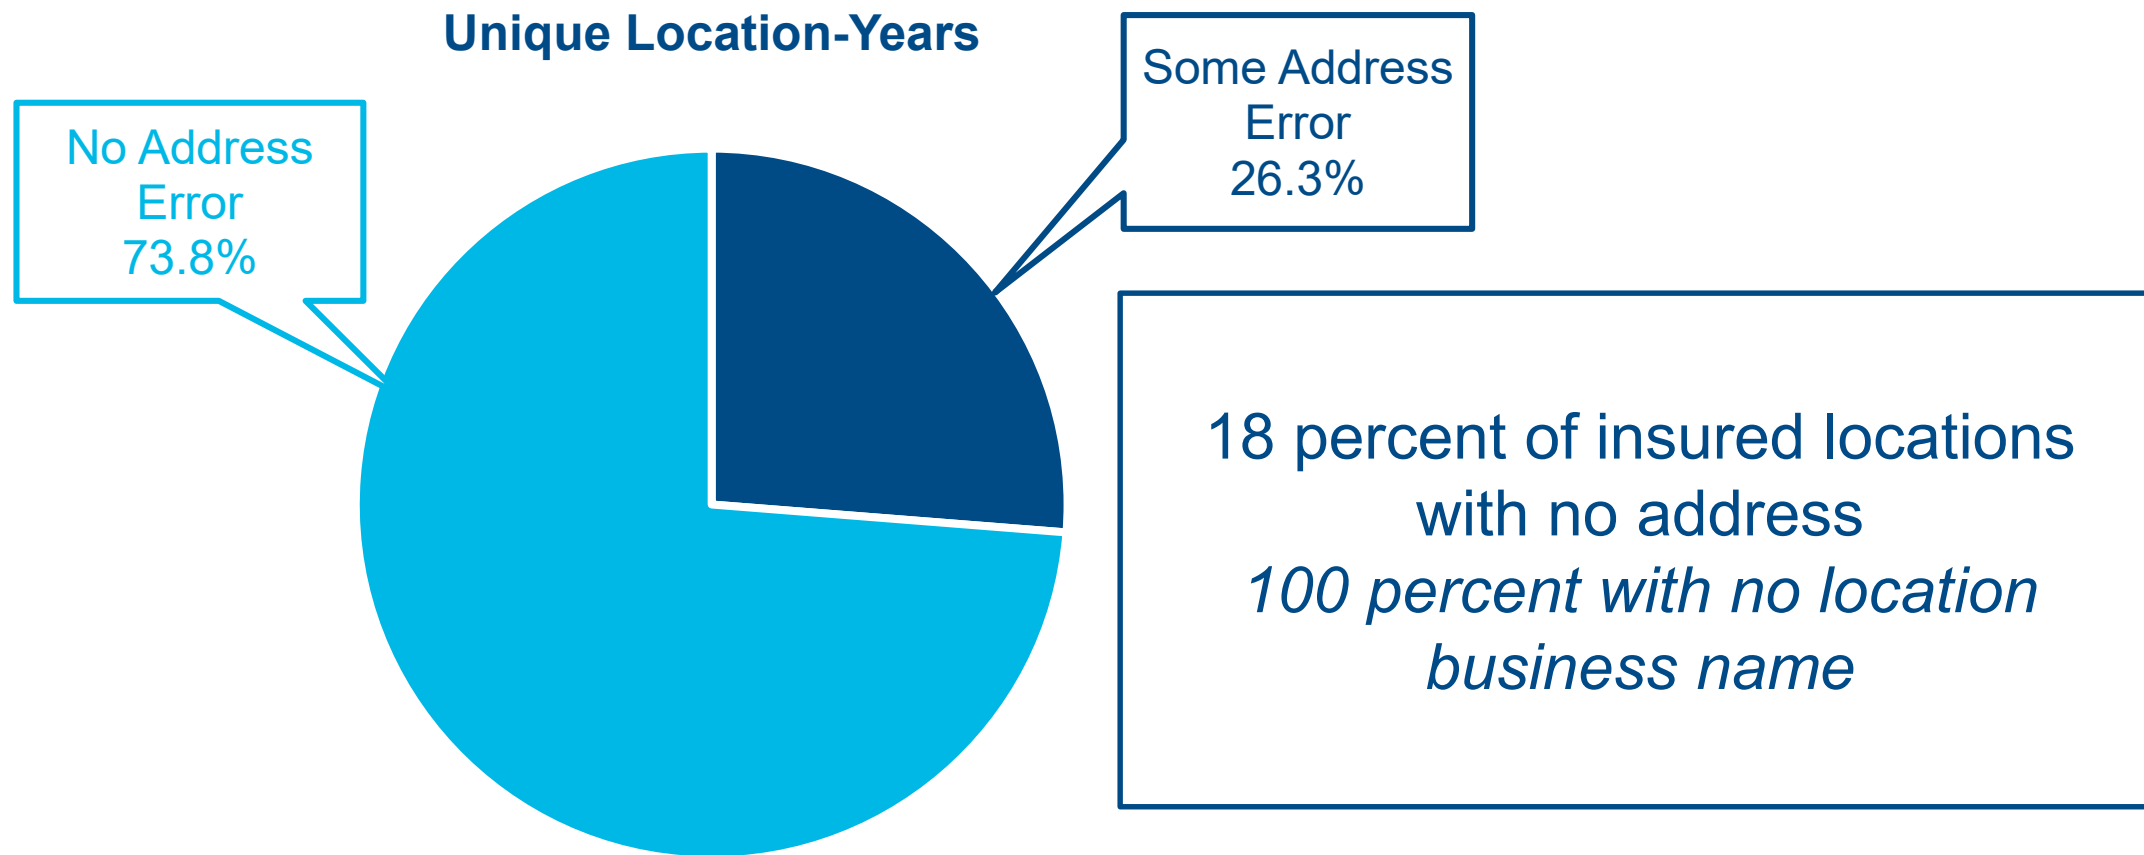 Unique Location-Years
No Address
Error
73.8%
Some Address
Error
26.3%
18 percent of insured locations
with no address
100 percent with no location
business name